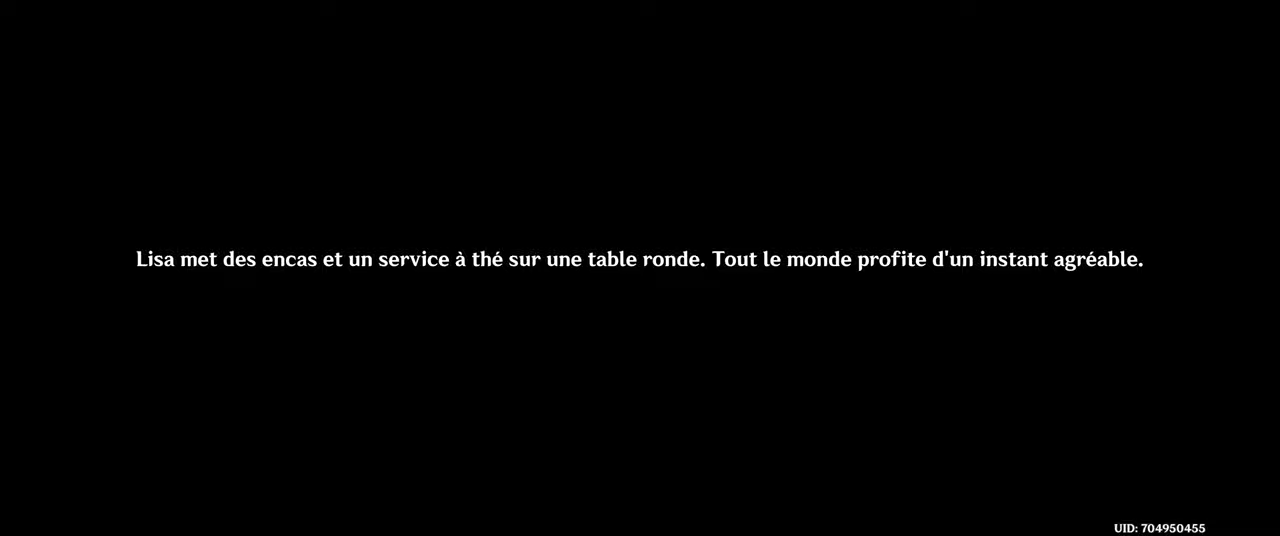 Lisa met des encas et un service à thé sur une table ronde. Tout le monde profite d'un instant agréable.
UID: 704950455